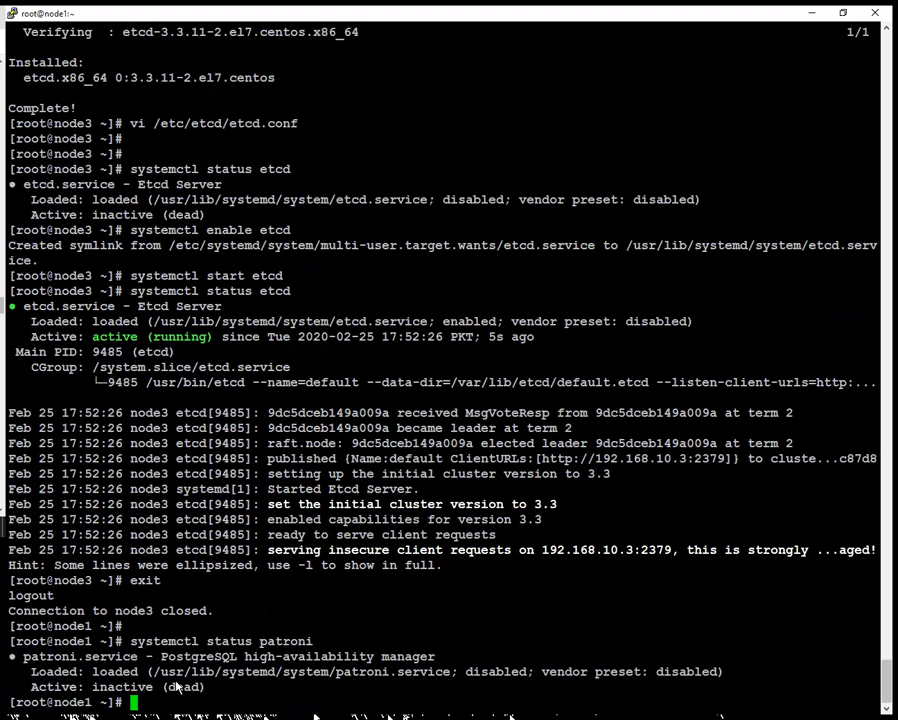 root@node1:~
Verifying  : etcd-3.3.11-2.el7.centos.x86_64 1/1
Installed:
etcd.x86_64 0:3.3.11-2.el7.centos
Complete!
[root@node3 ~]# vi /etc/etcd/etcd.conf
[root@node3 ~]#
[root@node3 ~]#
[root@node3 ~]# systemctl status etcd
● etcd.service - Etcd Server
Loaded: loaded (/usr/lib/systemd/system/etcd.service; disabled; vendor preset: disabled)
Active: inactive (dead)
[root@node3 ~]# systemctl enable etcd
Created symlink from /etc/systemd/system/multi-user.target.wants/etcd.service to /usr/lib/systemd/system/etcd.serv
ice.
[root@node3 ~]# systemctl start etcd
[root@node3 ~]# systemctl status etcd
● etcd.service - Etcd Server
Loaded: loaded (/usr/lib/systemd/system/etcd.service; enabled; vendor preset: disabled)
Active: active (running) since Tue 2020-02-25 17:52:26 PKT; 5s ago
Main PID: 9485 (etcd)
CGroup: /system.slice/etcd.service
└─9485 /usr/bin/etcd --name=default --data-dir=/var/lib/etcd/default.etcd --listen-client-urls=http:...
Feb 25 17:52:26 node3 etcd[9485]: 9dc5dceb149a009a received MsgVoteResp from 9dc5dceb149a009a at term 2
Feb 25 17:52:26 node3 etcd[9485]: 9dc5dceb149a009a became leader at term 2
Feb 25 17:52:26 node3 etcd[9485]: raft.node: 9dc5dceb149a009a elected leader 9dc5dceb149a009a at term 2
Feb 25 17:52:26 node3 etcd[9485]: published {Name:default ClientURLs:[http://192.168.10.3:2379]} to cluste...c87d8
Feb 25 17:52:26 node3 etcd[9485]: setting up the initial cluster version to 3.3
Feb 25 17:52:26 node3 systemd[1]: Started Etcd Server.
Feb 25 17:52:26 node3 etcd[9485]: set the initial cluster version to 3.3
Feb 25 17:52:26 node3 etcd[9485]: enabled capabilities for version 3.3
Feb 25 17:52:26 node3 etcd[9485]: ready to serve client requests
Feb 25 17:52:26 node3 etcd[9485]: serving insecure client requests on 192.168.10.3:2379, this is strongly ...aged!
Hint: Some lines were ellipsized, use -l to show in full.
[root@node3 ~]# exit
logout
Connection to node3 closed.
[root@node1 ~]#
[root@node1 ~]# systemctl status patroni
● patroni.service - PostgreSQL high-availability manager
Loaded: loaded (/usr/lib/systemd/system/patroni.service; disabled; vendor preset: disabled)
Active: inactive (dead)
[root@node1 ~]#